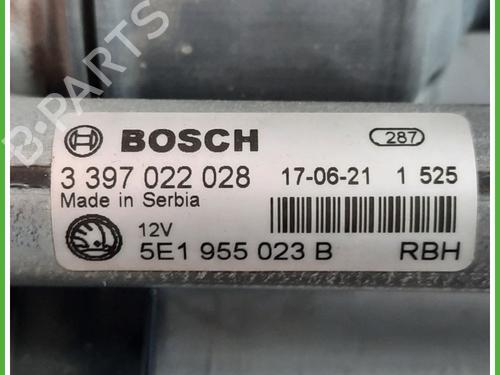 BOSCH 287
3 397 022 028 17-06-21 1 525
Made in Serbia
12V
5E1 955 023 B RBH
B-PARTS